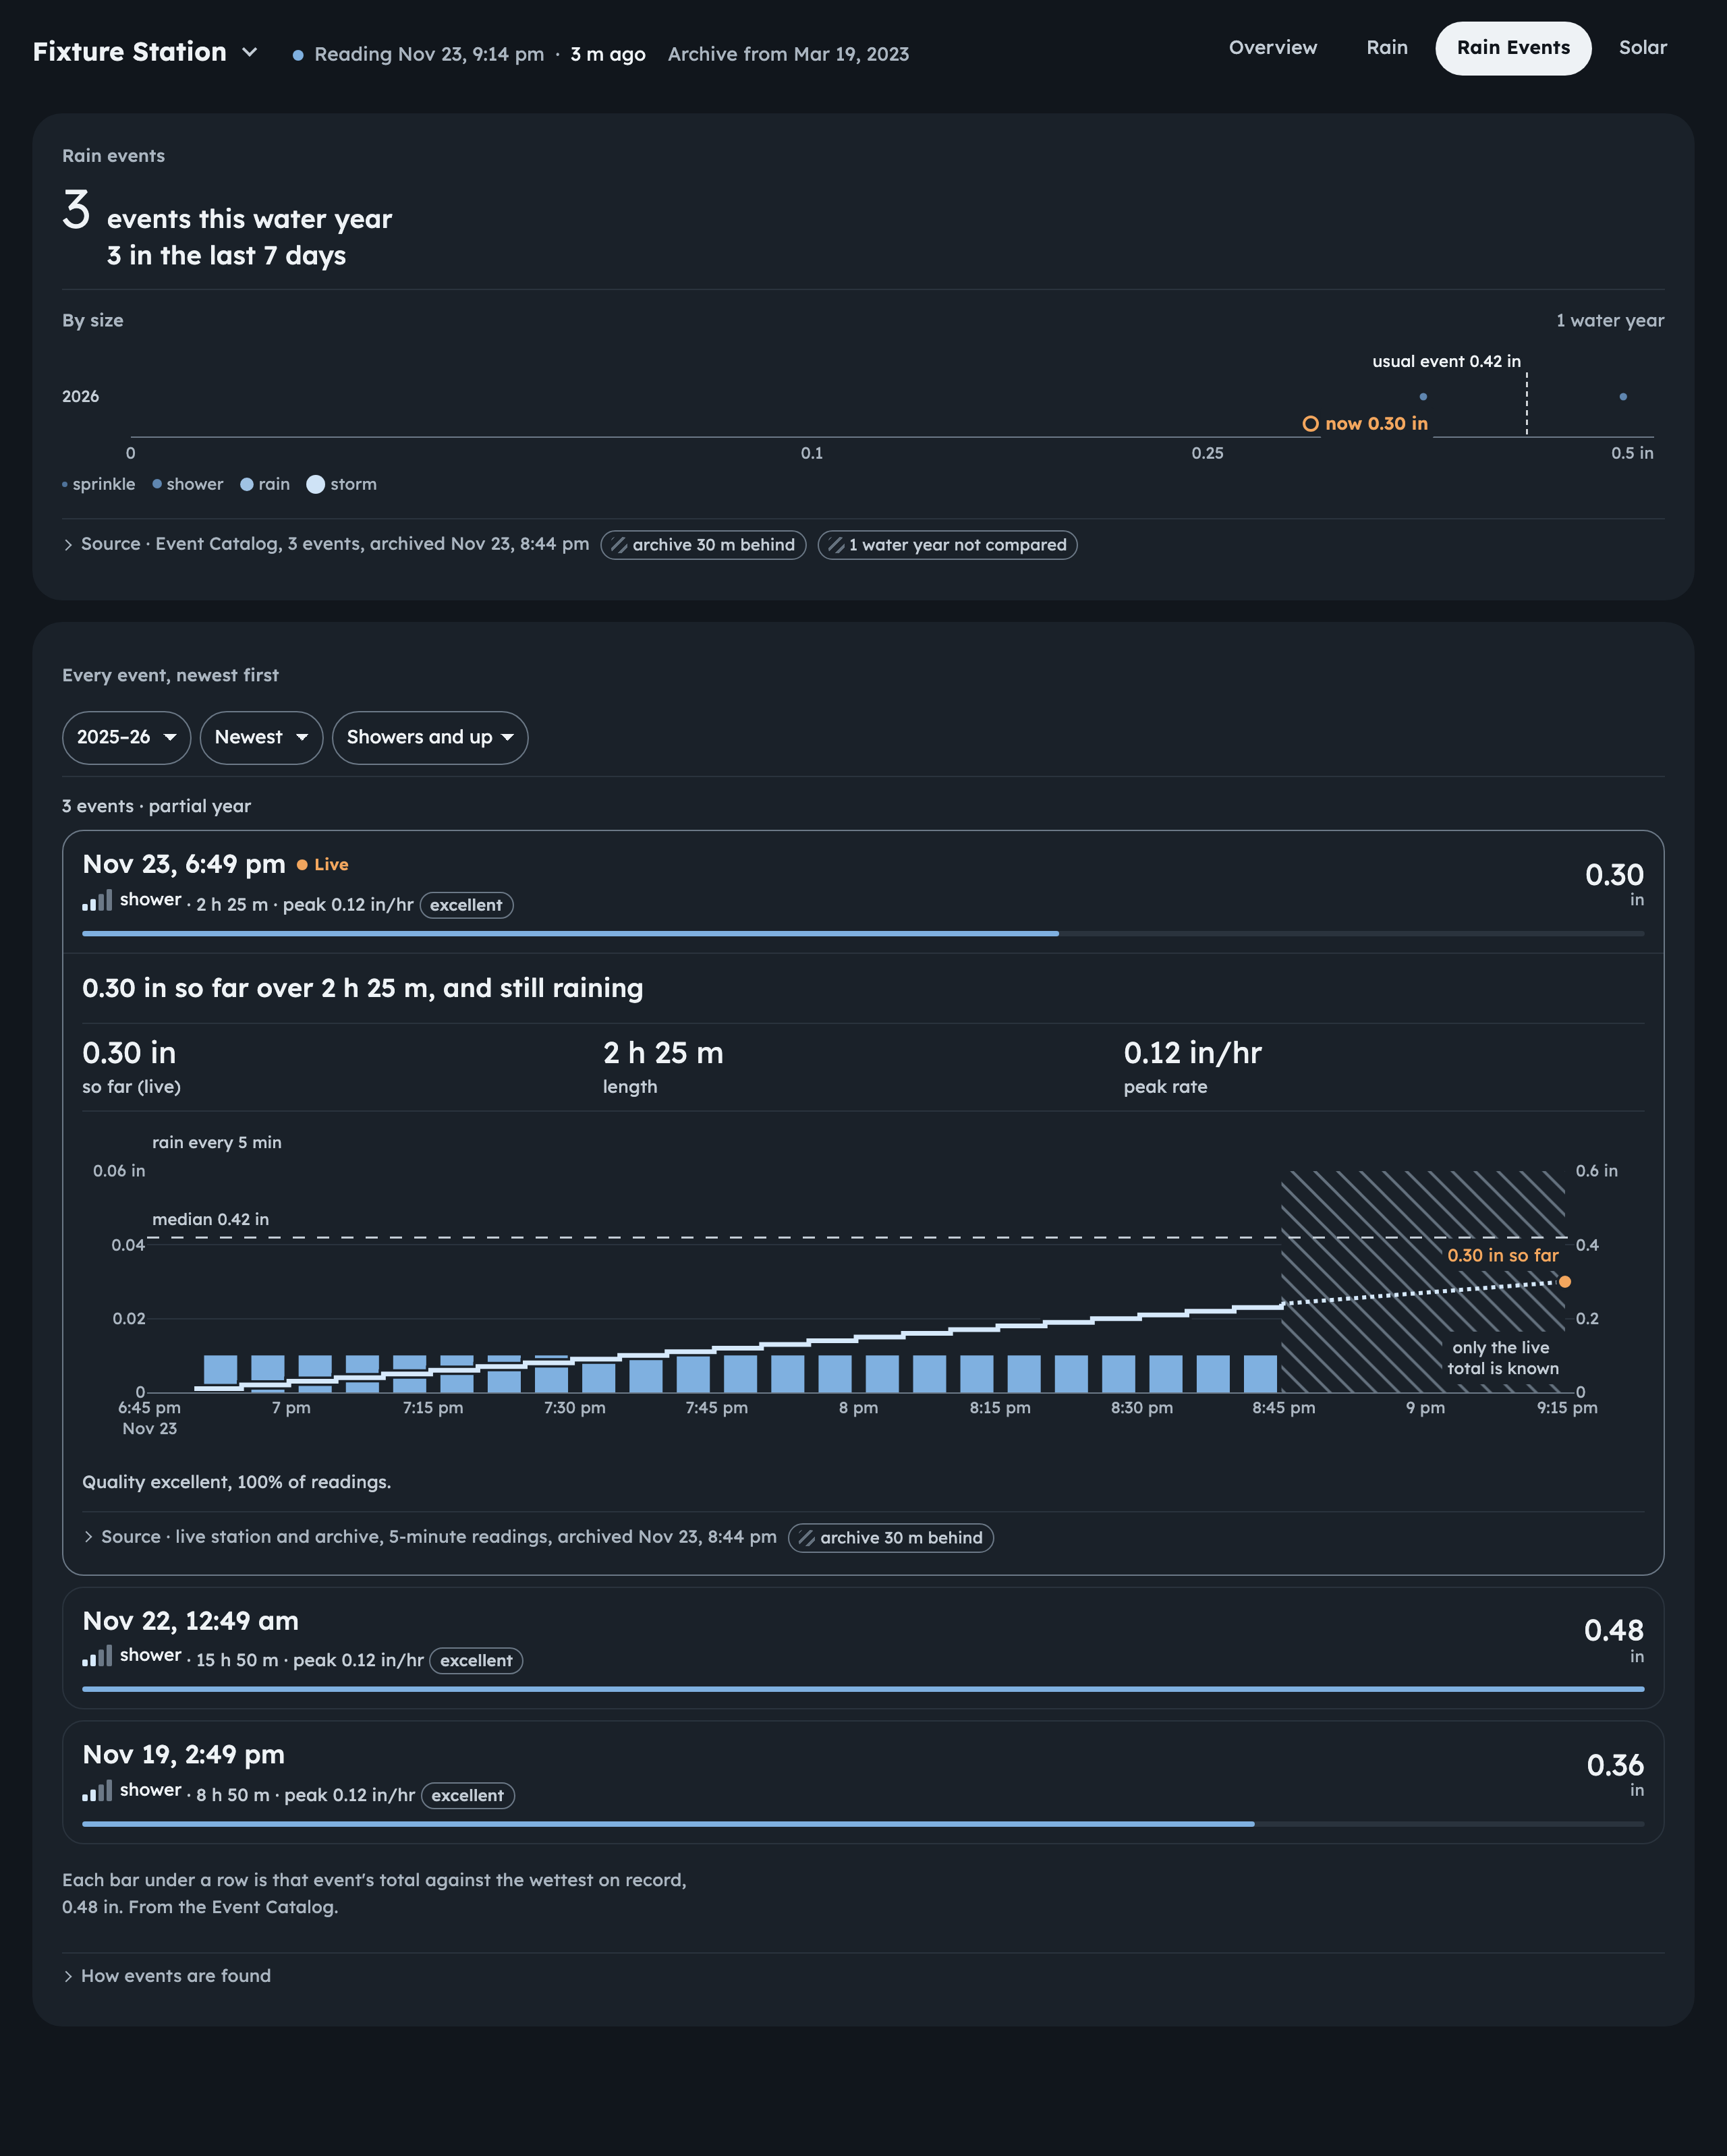 Fixture Station
Reading Nov 23, 9:14 pm · 3 m ago Archive from Mar 19, 2023
Overview Rain Rain Events Solar
Rain events
3 events this water year
3 in the last 7 days
By size 1 water year
usual event 0.42 in
2026
now 0.30 in
0 0.1 0.25 0.5 in
sprinkle shower rain storm
Source · Event Catalog, 3 events, archived Nov 23, 8:44 pm archive 30 m behind 1 water year not compared
Every event, newest first
2025–26 Newest Showers and up
3 events · partial year
Nov 23, 6:49 pm Live
0.30
in
shower · 2 h 25 m · peak 0.12 in/hr excellent
0.30 in so far over 2 h 25 m, and still raining
0.30 in 2 h 25 m 0.12 in/hr
so far (live) length peak rate
rain every 5 min
0.06 in 0.6 in
median 0.42 in
0.04 0.4
0.30 in so far
0.02 0.2
only the live
total is known
0 0
6:45 pm 7 pm 7:15 pm 7:30 pm 7:45 pm 8 pm 8:15 pm 8:30 pm 8:45 pm 9 pm 9:15 pm
Nov 23
Quality excellent, 100% of readings.
Source · live station and archive, 5-minute readings, archived Nov 23, 8:44 pm archive 30 m behind
Nov 22, 12:49 am
0.48
in
shower · 15 h 50 m · peak 0.12 in/hr excellent
Nov 19, 2:49 pm
0.36
in
shower · 8 h 50 m · peak 0.12 in/hr excellent
Each bar under a row is that event's total against the wettest on record,
0.48 in. From the Event Catalog.
How events are found